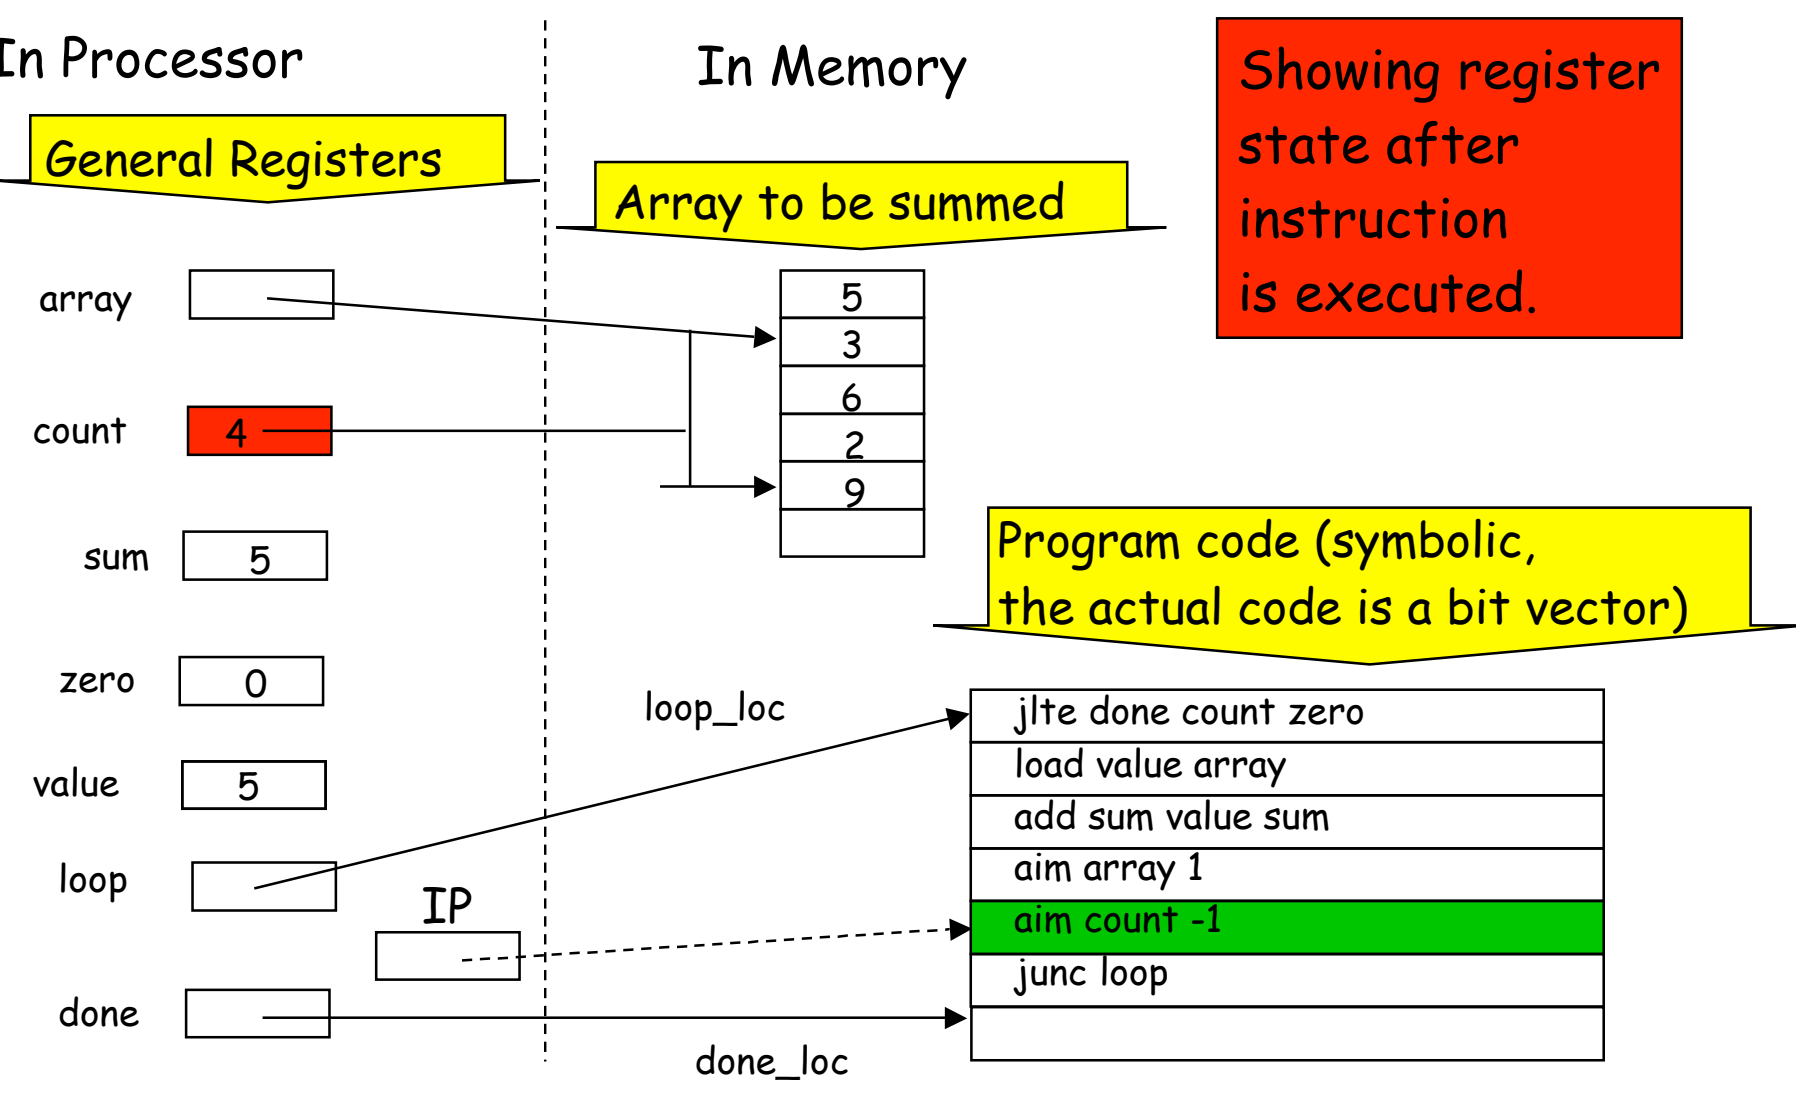 In Processor
In Memory
Showing register
state after
instruction
is executed.
General Registers
Array to be summed
array
count
4
sum
5
zero
0
value
5
loop
IP
done
5
3
6
2
9
Program code (symbolic,
the actual code is a bit vector)
loop_loc
jlte done count zero
load value array
add sum value sum
aim array 1
aim count -1
junc loop
done_loc